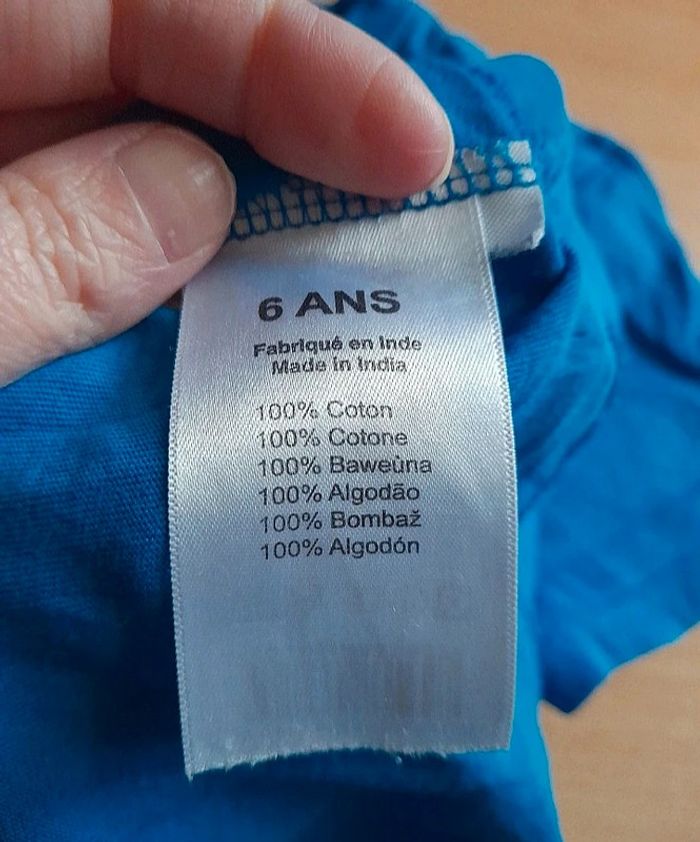 6 ANS
Fabriqué en Inde
Made in India
100% Coton
100% Cotone
100% Baweùna
100% Algodão
100% Bombaž
100% Algodón